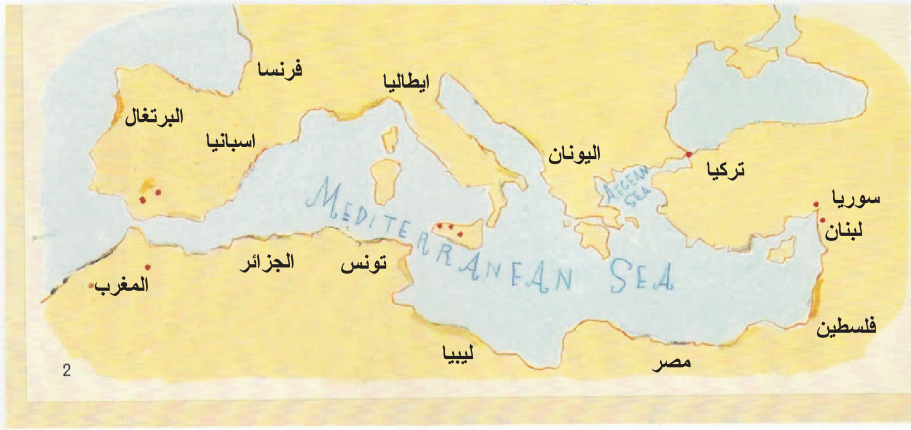 فرنسا
ايطاليا
البرتغال
اسبانيا
اليونان
تركيا
AEGEAN
SEA
سوريا
لبنان
MEDITERRANEAN SEA
الجزائر
تونس
المغرب
فلسطين
ليبيا
مصر
2